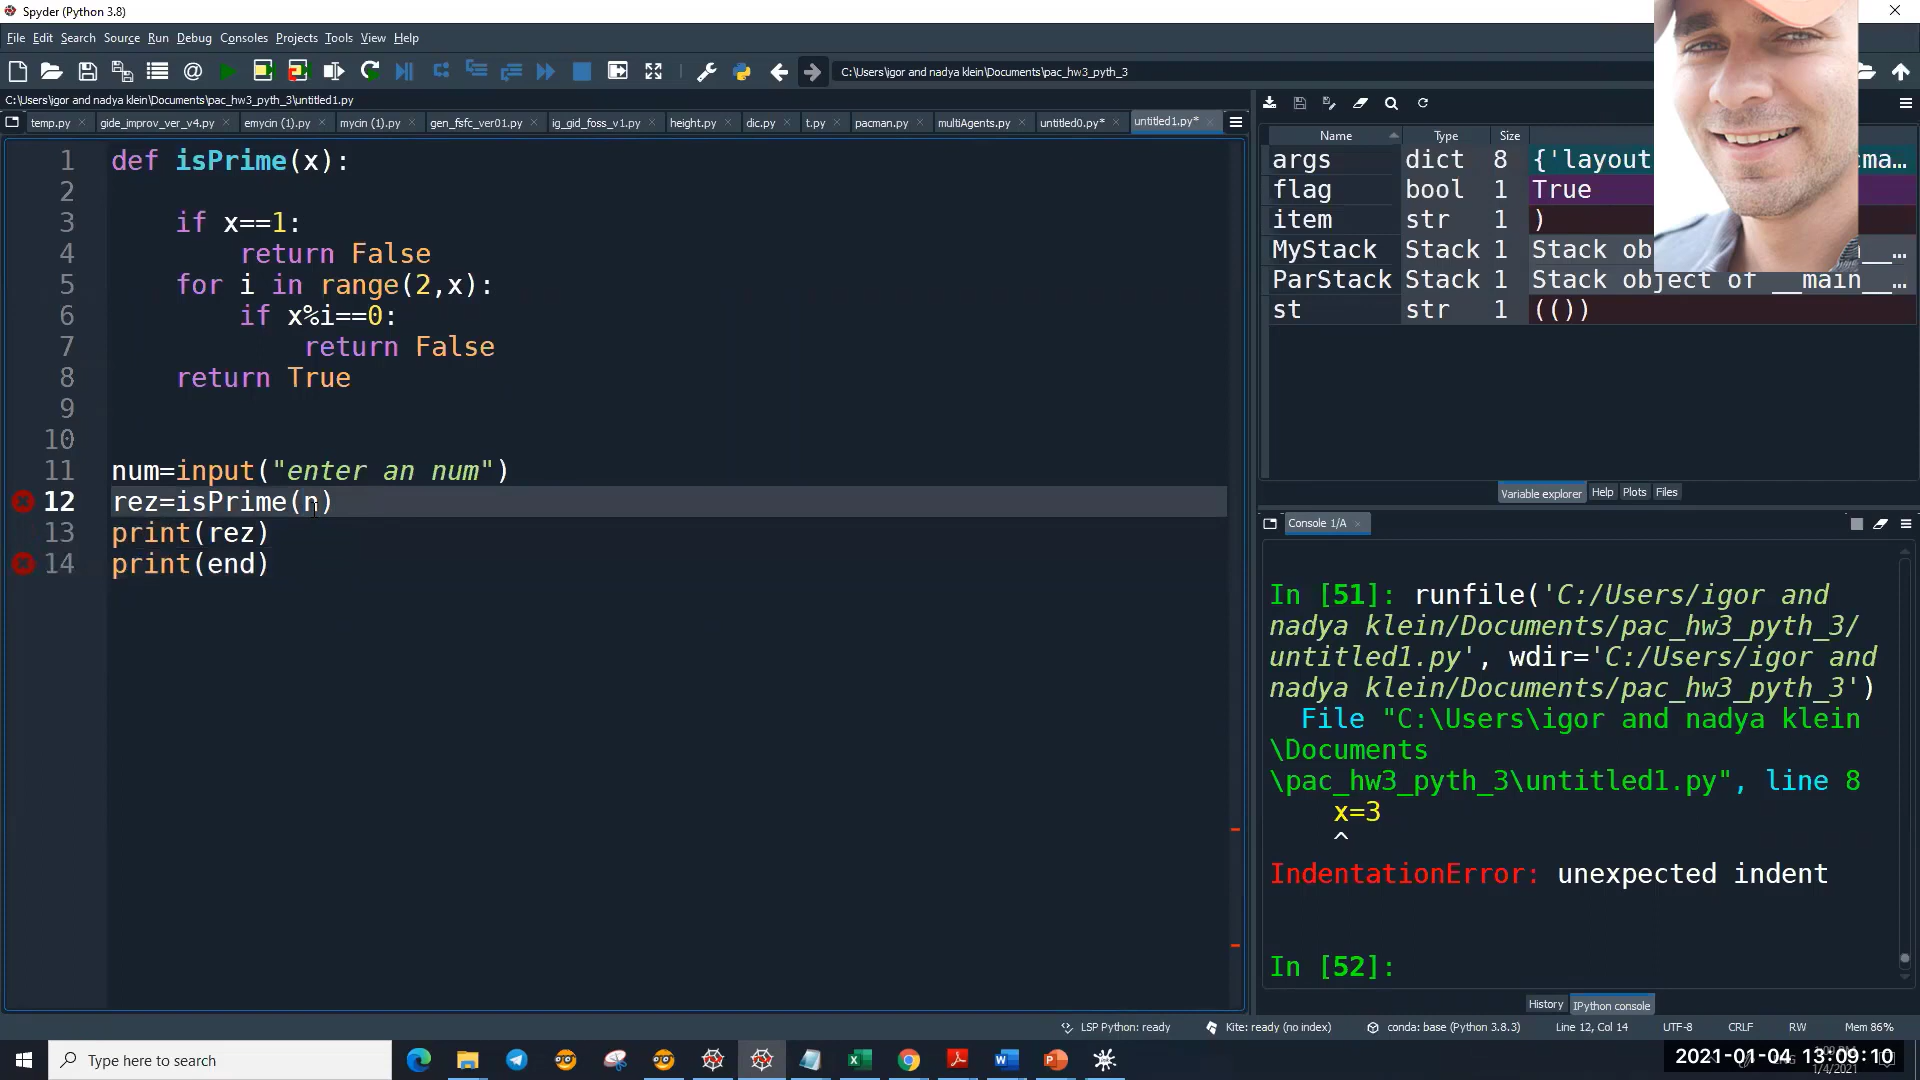 Spyder (Python 3.8)
File Edit Search Source Run Debug Consoles Projects Tools View Help
C:\Users\igor and nadya klein\Documents\pac_hw3_pyth_3
C:\Users\igor and nadya klein\Documents\pac_hw3_pyth_3\untitled1.py
temp.py gide_improv_ver_v4.py emycin (1).py mycin (1).py gen_fsfc_ver01.py ig_gid_foss_v1.py height.py dic.py t.py pacman.py multiAgents.py untitled0.py* untitled1.py*
1 def isPrime(x):
2
3 if x==1:
4 return False
5 for i in range(2,x):
6 if x%i==0:
7 return False
8 return True
9
10
11 num=input("enter an num")
12 rez=isPrime(n)
13 print(rez)
14 print(end)
Name Type Size
args dict 8 {'layout cma...
flag bool 1 True
item str 1 )
MyStack Stack 1 Stack ob __...
ParStack Stack 1 Stack object of __main__...
st str 1 (())
Variable explorer Help Plots Files
Console 1/A
In [51]: runfile('C:/Users/igor and
nadya klein/Documents/pac_hw3_pyth_3/
untitled1.py', wdir='C:/Users/igor and
nadya klein/Documents/pac_hw3_pyth_3')
File "C:\Users\igor and nadya klein
\Documents
\pac_hw3_pyth_3\untitled1.py", line 8
x=3
^
IndentationError: unexpected indent
In [52]:
History IPython console
LSP Python: ready Kite: ready (no index) conda: base (Python 3.8.3) Line 12, Col 14 UTF-8 CRLF RW Mem 86%
Type here to search
2021-01-04 13:09:10
1/4/2021